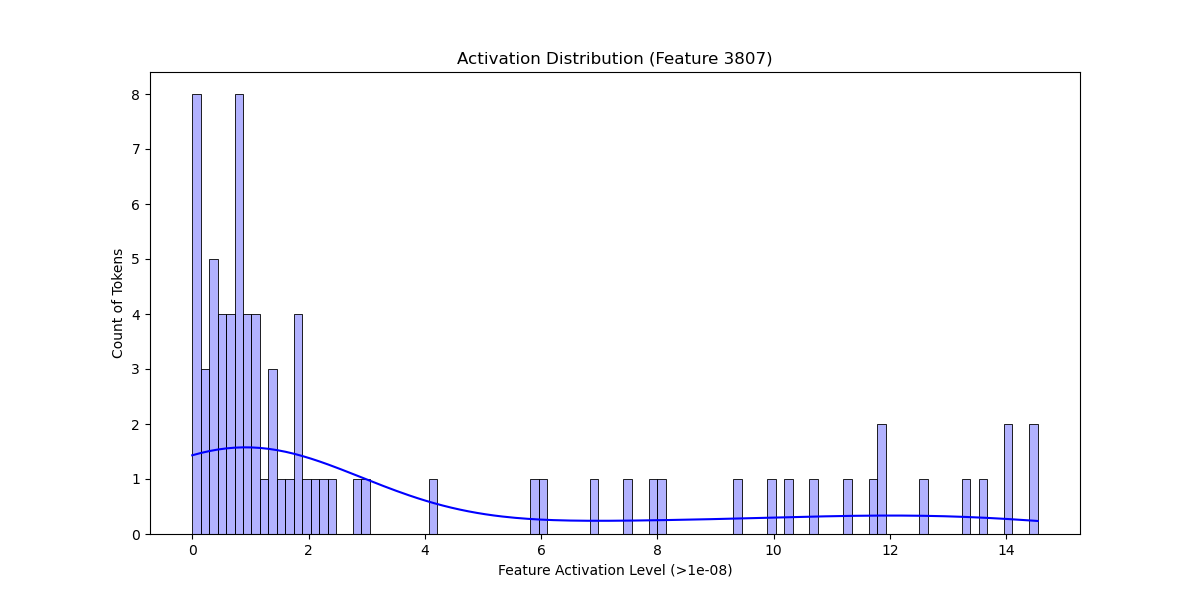 Activation Distribution (Feature 3807)
8
7
6
5
4
3
2
1
0
Count of Tokens
0 2 4 6 8 10 12 14
Feature Activation Level (>1e-08)